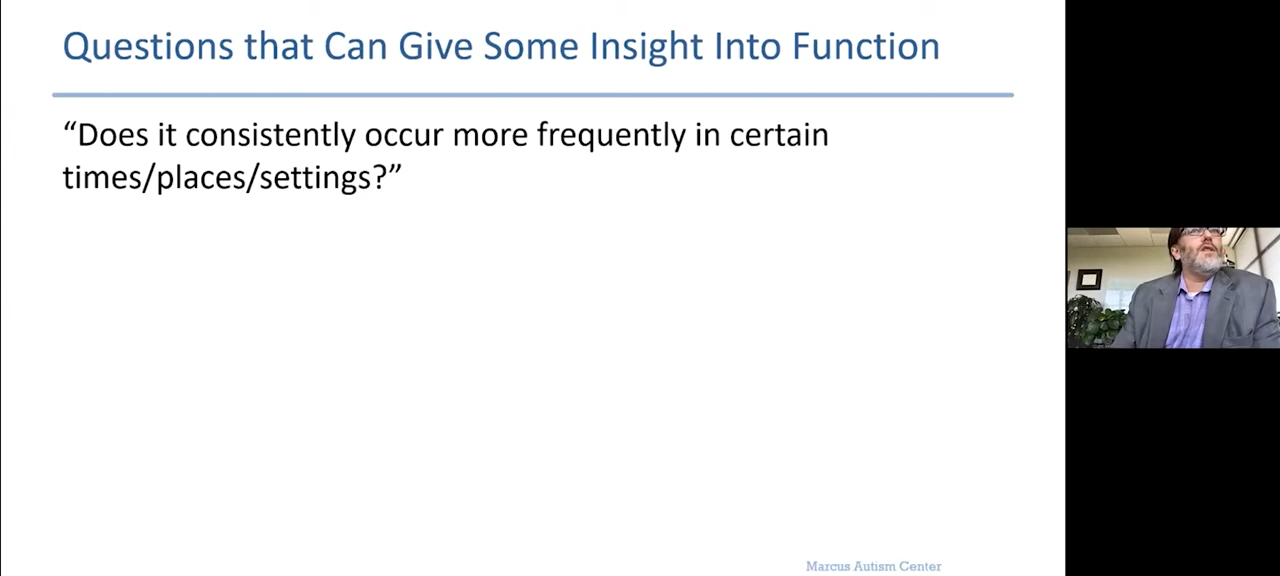 Questions that Can Give Some Insight Into Function
“Does it consistently occur more frequently in certain
times/places/settings?”
Marcus Autism Center